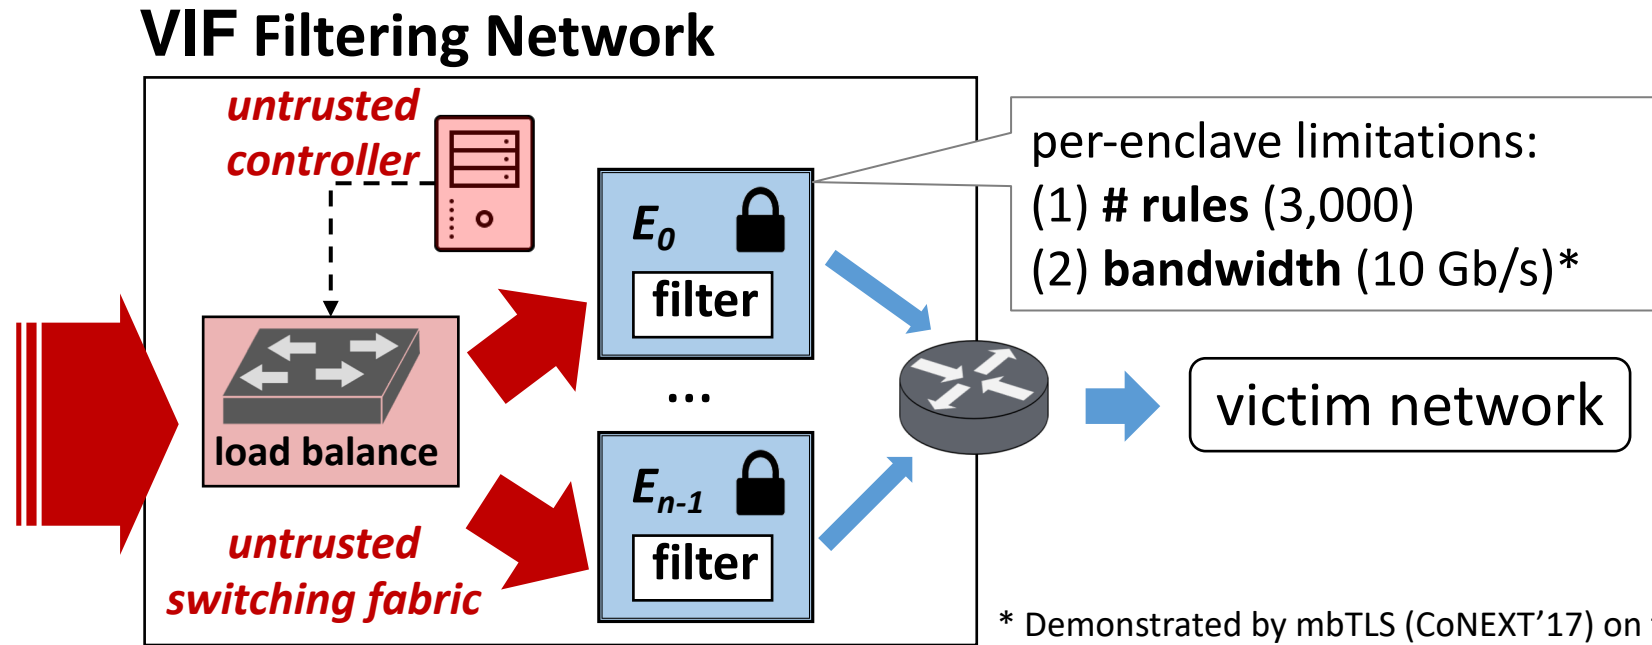 VIF Filtering Network
untrusted
controller
per-enclave limitations:
(1) # rules (3,000)
(2) bandwidth (10 Gb/s)*
E0
filter
...
load balance
victim network
En-1
filter
untrusted
switching fabric
* Demonstrated by mbTLS (CoNEXT'17) on